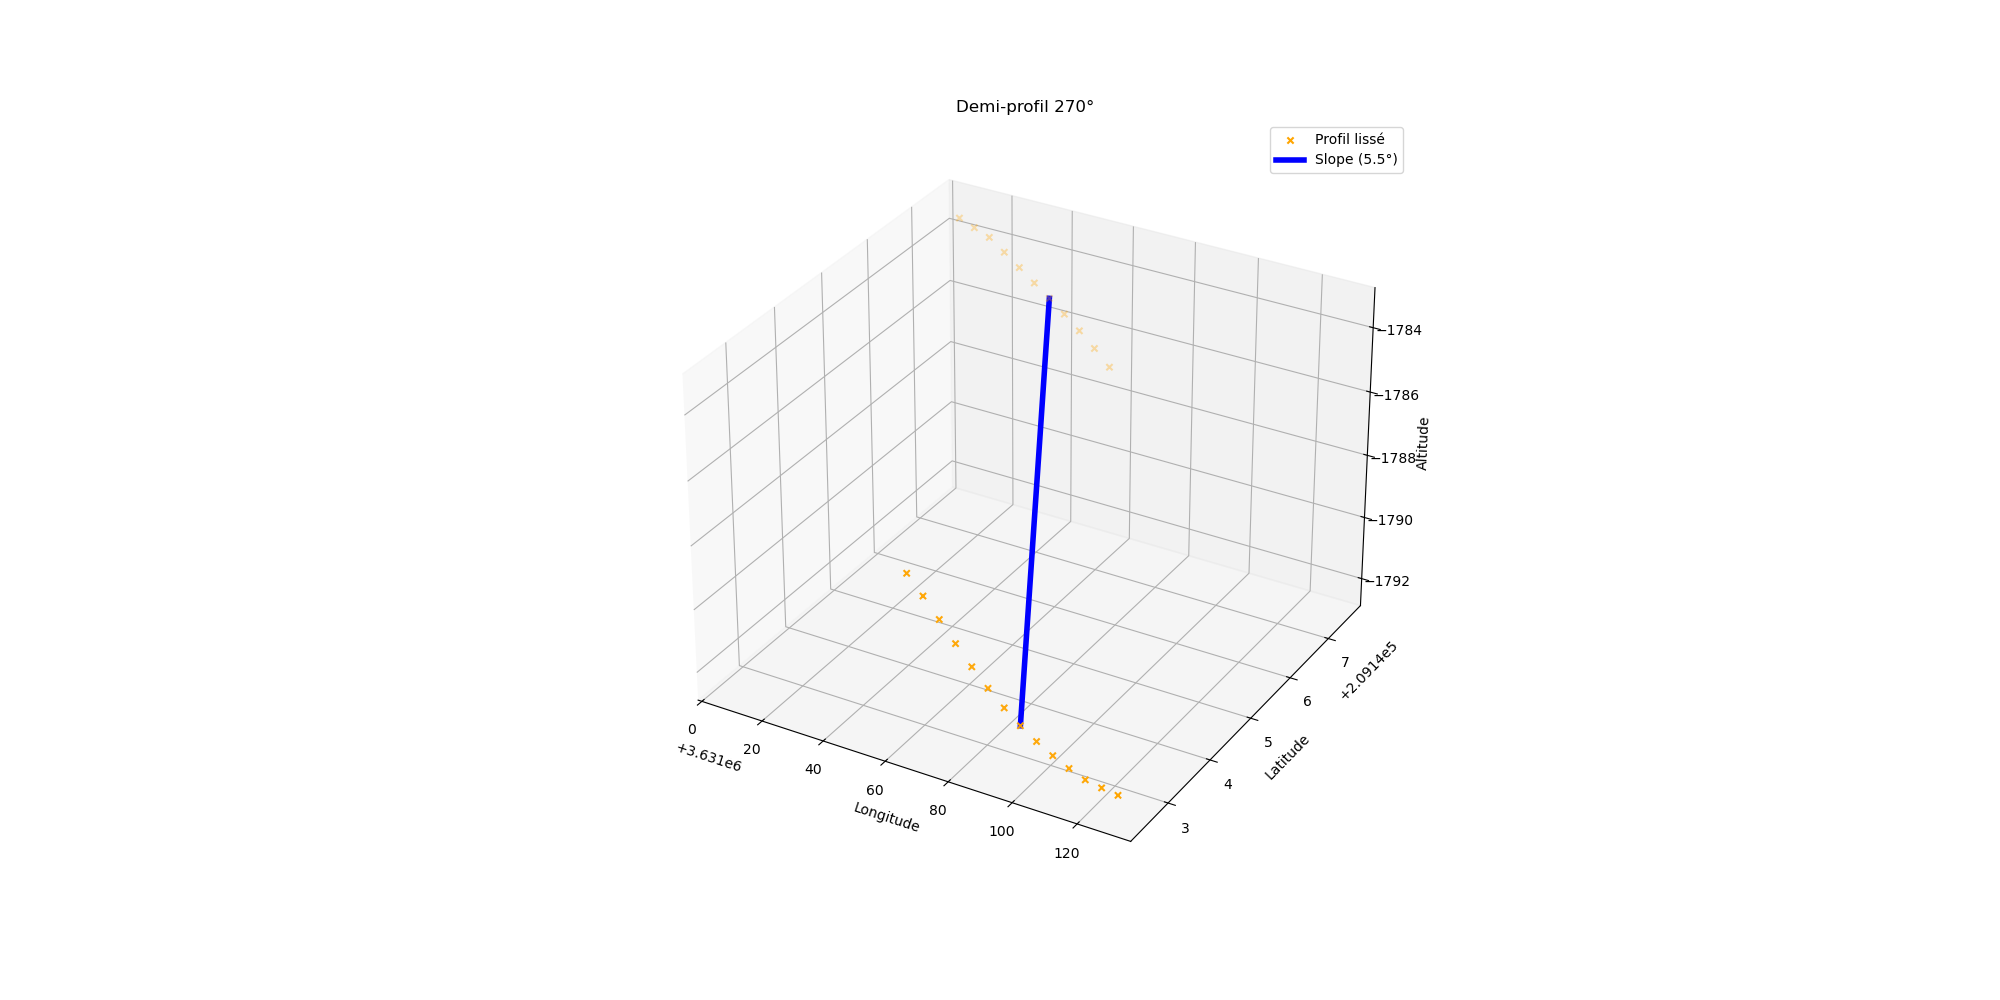 Demi-profil 270°
Profil lissé
Slope (5.5°)
−1784
−1786
−1788
−1790
−1792
Altitude
7
6
5
4
3
+2.0914e5
Latitude
0
20
40
60
80
100
120
+3.631e6
Longitude